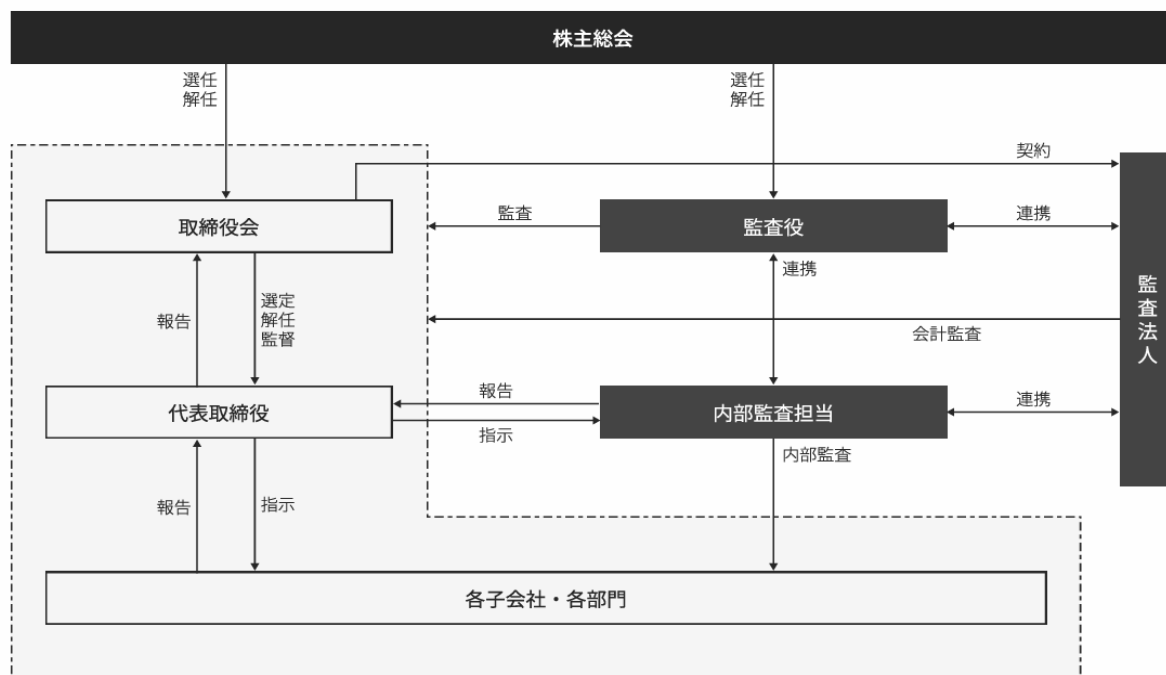 株主総会
選任
解任
選任
解任
契約
取締役会
監査
監査役
連携
連携
監査法人
報告
選定
解任
監督
会計監査
代表取締役
報告
指示
内部監査担当
連携
内部監査
報告
指示
各子会社・各部門